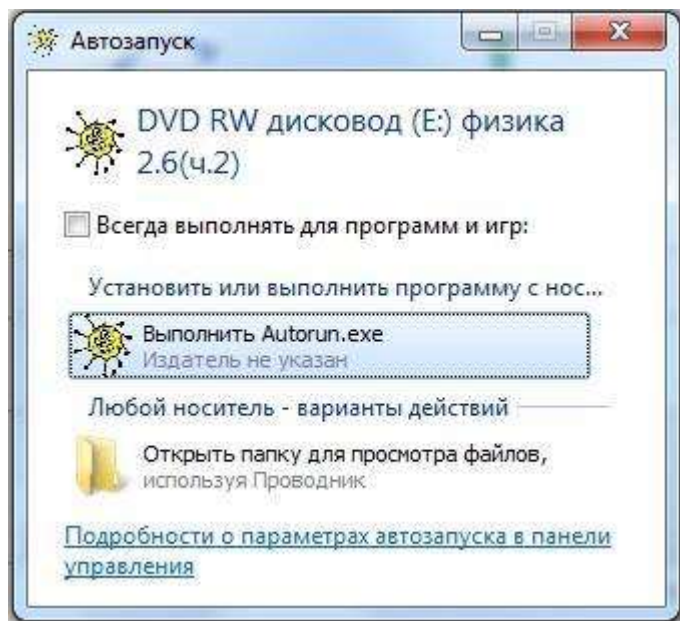 Автозапуск
DVD RW дисковод (E:) физика
2.6(ч.2)
Всегда выполнять для программ и игр:
Установить или выполнить программу с нос...
Выполнить Autorun.exe
Издатель не указан
Любой носитель - варианты действий
Открыть папку для просмотра файлов,
используя Проводник
Подробности о параметрах автозапуска в панели
управления